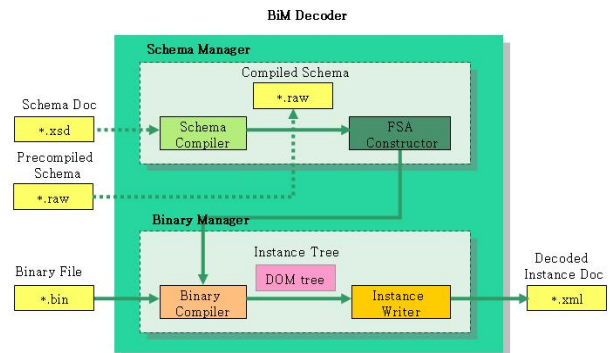 BiM Decoder
Schema Manager
Compiled Schema
*.raw
Schema Doc
*.xsd
Schema
Compiler
FSA
Constructor
Precompiled
Schema
*.raw
Binary Manager
Instance Tree
DOM tree
Binary File
*.bin
Binary
Compiler
Instance
Writer
Decoded
Instance Doc
*.xml